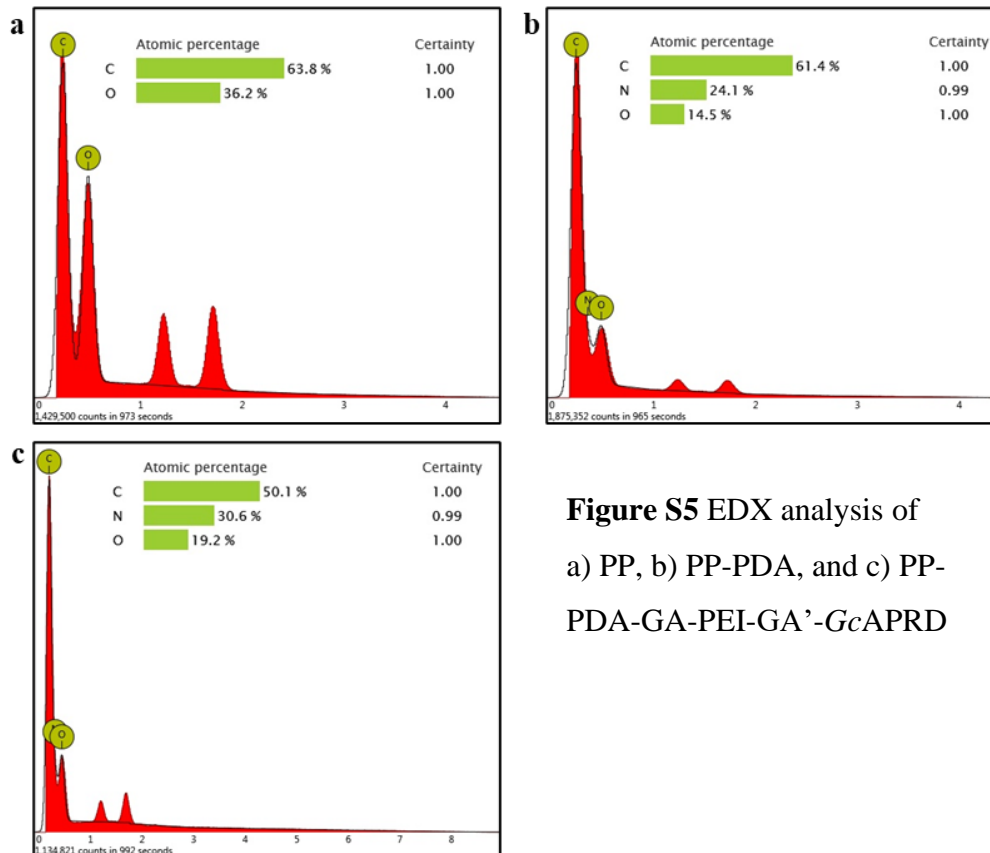 a
C
O
Atomic percentage Certainty
C 63.8 % 1.00
O 36.2 % 1.00
0 1 2 3 4
1,429,500 counts in 973 seconds
b
C
N O
Atomic percentage Certainty
C 61.4 % 1.00
N 24.1 % 0.99
O 14.5 % 1.00
0 1 2 3 4
1,875,352 counts in 965 seconds
c
C
O
Atomic percentage Certainty
C 50.1 % 1.00
N 30.6 % 0.99
O 19.2 % 1.00
0 1 2 3 4 5 6 7 8
1,134,821 counts in 992 seconds
Figure S5 EDX analysis of
a) PP, b) PP-PDA, and c) PP-
PDA-GA-PEI-GA’-GcAPRD